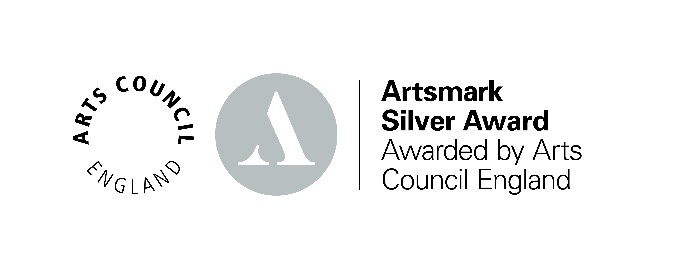 ARTS COUNCIL
ENGLAND
A
Artsmark
Silver Award
Awarded by Arts
Council England